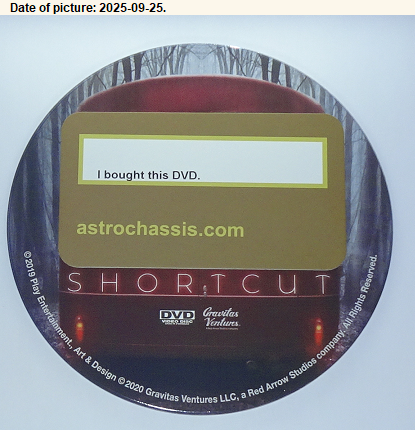 Date of picture: 2025-09-25.
I bought this DVD.
astrochassis.com
SHORTCUT
DVD
VIDEO DISC
Gravitas
Ventures
©2019 Play Entertainment, Art & Design ©2020 Gravitas Ventures LLC, a Red Arrow Studios company. All Rights Reserved.